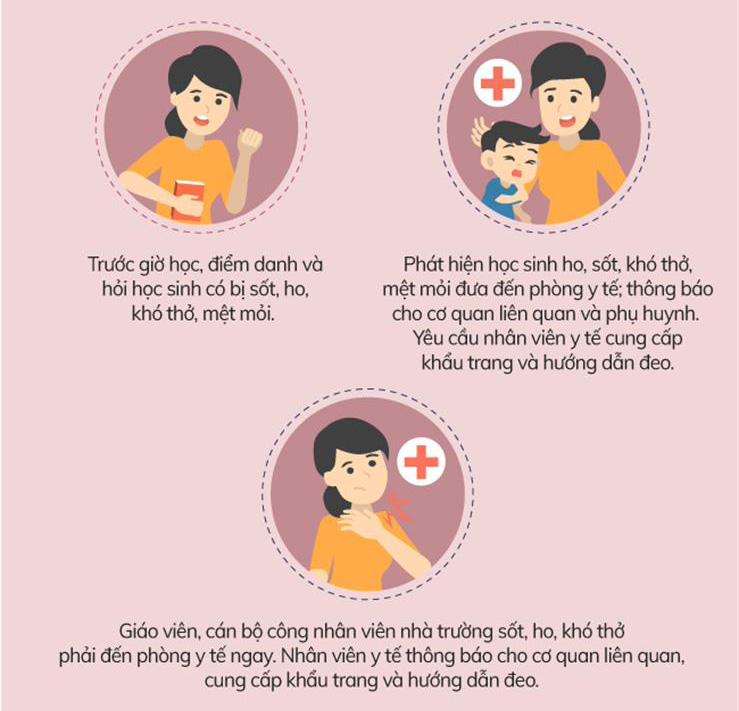 Trước giờ học, điểm danh và
hỏi học sinh có bị sốt, ho,
khó thở, mệt mỏi.
Phát hiện học sinh ho, sốt, khó thở,
mệt mỏi đưa đến phòng y tế; thông báo
cho cơ quan liên quan và phụ huynh.
Yêu cầu nhân viên y tế cung cấp
khẩu trang và hướng dẫn đeo.
Giáo viên, cán bộ công nhân viên nhà trường sốt, ho, khó thở
phải đến phòng y tế ngay. Nhân viên y tế thông báo cho cơ quan liên quan,
cung cấp khẩu trang và hướng dẫn đeo.